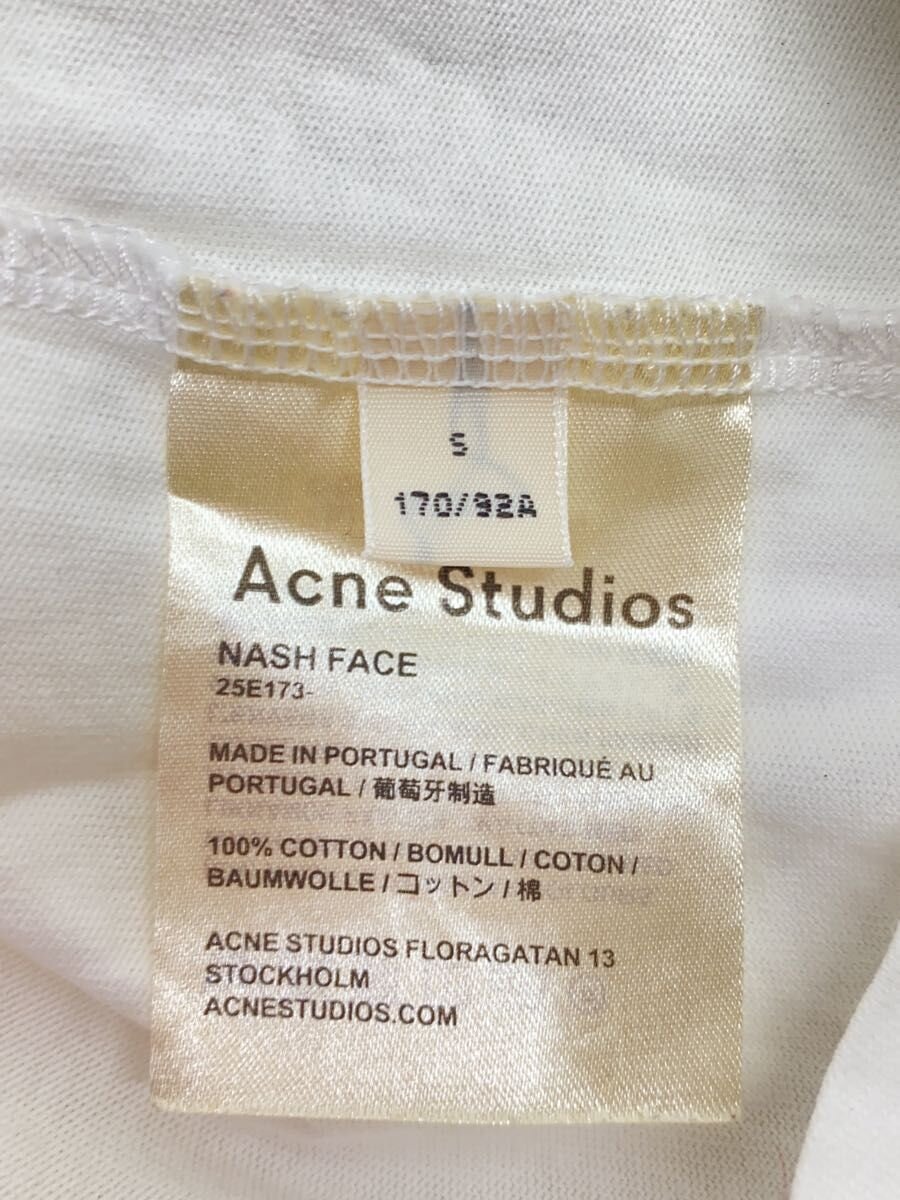 S
170/92A
Acne Studios
NASH FACE
25E173-
MADE IN PORTUGAL / FABRIQUÉ AU
PORTUGAL / 葡萄牙制造
100% COTTON / BOMULL / COTON /
BAUMWOLLE / コットン / 棉
ACNE STUDIOS FLORAGATAN 13
STOCKHOLM
ACNESTUDIOS.COM